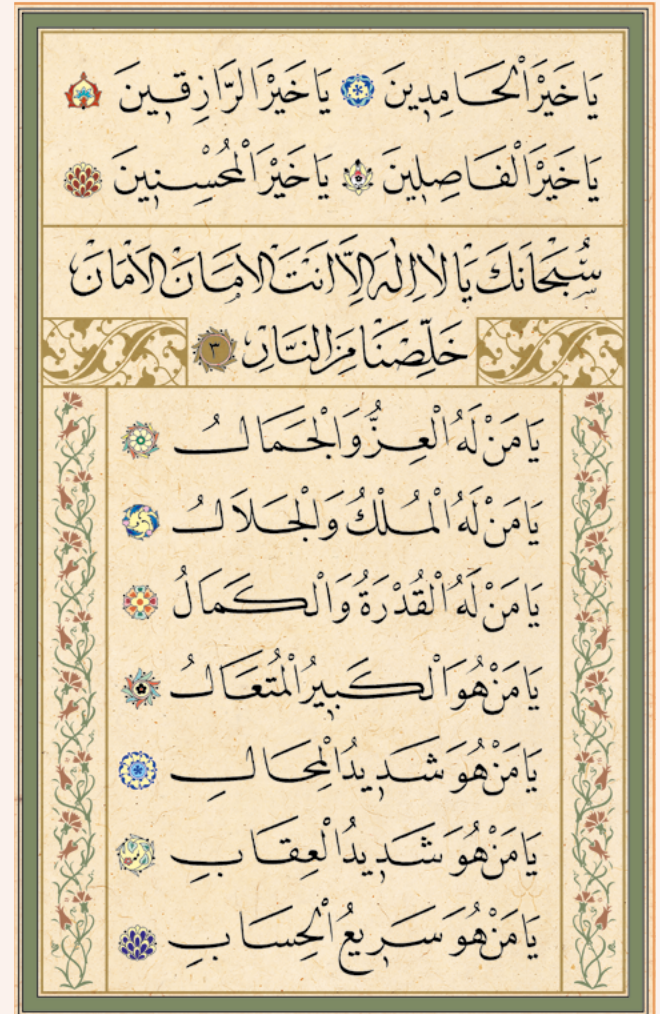 يَا خَيْرَ الْحَامِدِينَ يَا خَيْرَ الرَّازِقِينَ
يَا خَيْرَ الْفَاصِلِينَ يَا خَيْرَ الْمُحْسِنِينَ
سُبْحَانَكَ يَا لَا اِلٰهَ اِلَّا اَنْتَ الْاَمَانَ الْاَمَانَ
خَلِّصْنَا مِنَ النَّارِ ٣
يَا مَنْ لَهُ الْعِزُّ وَالْجَمَالُ
يَا مَنْ لَهُ الْمُلْكُ وَالْجَلَالُ
يَا مَنْ لَهُ الْقُدْرَةُ وَالْكَمَالُ
يَا مَنْ هُوَ الْكَبِيرُ الْمُتَعَالُ
يَا مَنْ هُوَ شَدِيدُ الْمِحَالِ
يَا مَنْ هُوَ شَدِيدُ الْعِقَابِ
يَا مَنْ هُوَ سَرِيعُ الْحِسَابِ